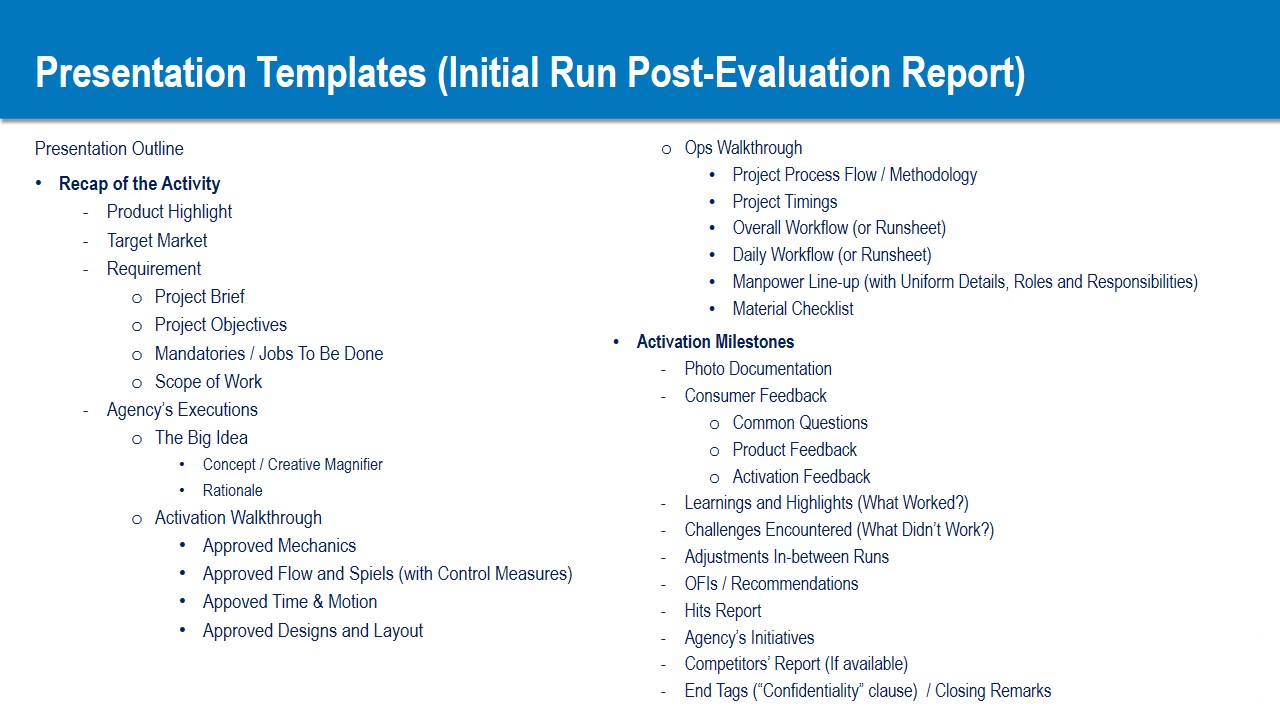 Presentation Templates (Initial Run Post-Evaluation Report)
Presentation Outline
• Recap of the Activity
- Product Highlight
- Target Market
- Requirement
o Project Brief
o Project Objectives
o Mandatories / Jobs To Be Done
o Scope of Work
- Agency’s Executions
o The Big Idea
• Concept / Creative Magnifier
• Rationale
o Activation Walkthrough
• Approved Mechanics
• Approved Flow and Spiels (with Control Measures)
• Appoved Time & Motion
• Approved Designs and Layout
o Ops Walkthrough
• Project Process Flow / Methodology
• Project Timings
• Overall Workflow (or Runsheet)
• Daily Workflow (or Runsheet)
• Manpower Line-up (with Uniform Details, Roles and Responsibilities)
• Material Checklist
• Activation Milestones
- Photo Documentation
- Consumer Feedback
o Common Questions
o Product Feedback
o Activation Feedback
- Learnings and Highlights (What Worked?)
- Challenges Encountered (What Didn’t Work?)
- Adjustments In-between Runs
- OFIs / Recommendations
- Hits Report
- Agency’s Initiatives
- Competitors’ Report (If available)
- End Tags (“Confidentiality” clause)  / Closing Remarks